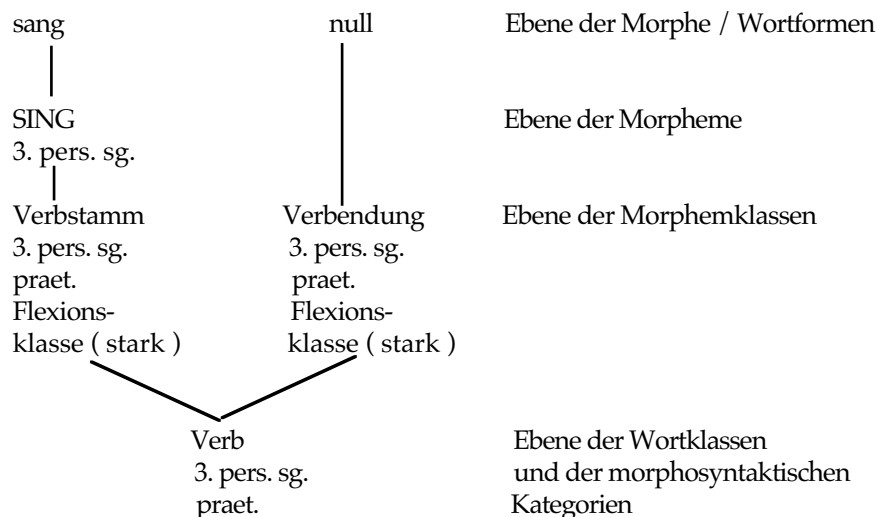 sang null Ebene der Morphe / Wortformen
SING Ebene der Morpheme
3. pers. sg.
Verbstamm Verbendung Ebene der Morphemklassen
3. pers. sg. 3. pers. sg.
praet. praet.
Flexions- Flexions-
klasse ( stark ) klasse ( stark )
Verb Ebene der Wortklassen
3. pers. sg. und der morphosyntaktischen
praet. Kategorien